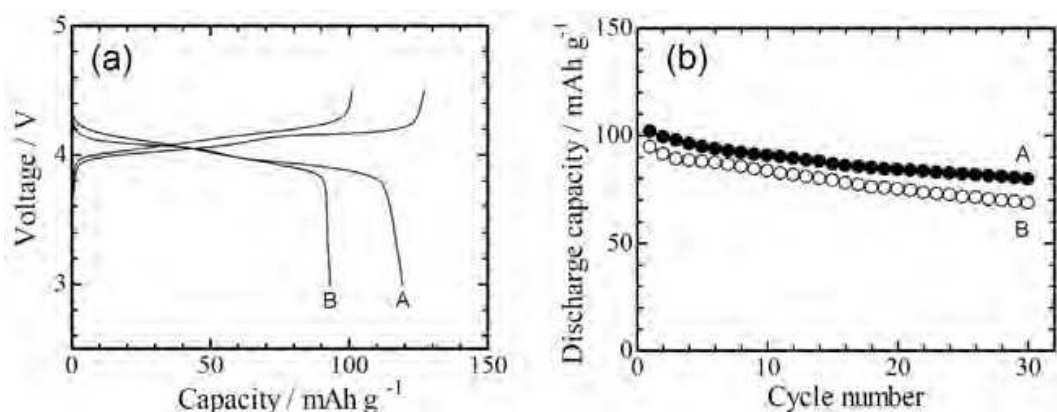 (a)
5
4
3
Voltage / V
B
A
0
50
100
150
Capacity / mAh g⁻¹
(b)
150
100
50
0
Discharge capacity / mAh g⁻¹
A
B
0
10
20
30
Cycle number